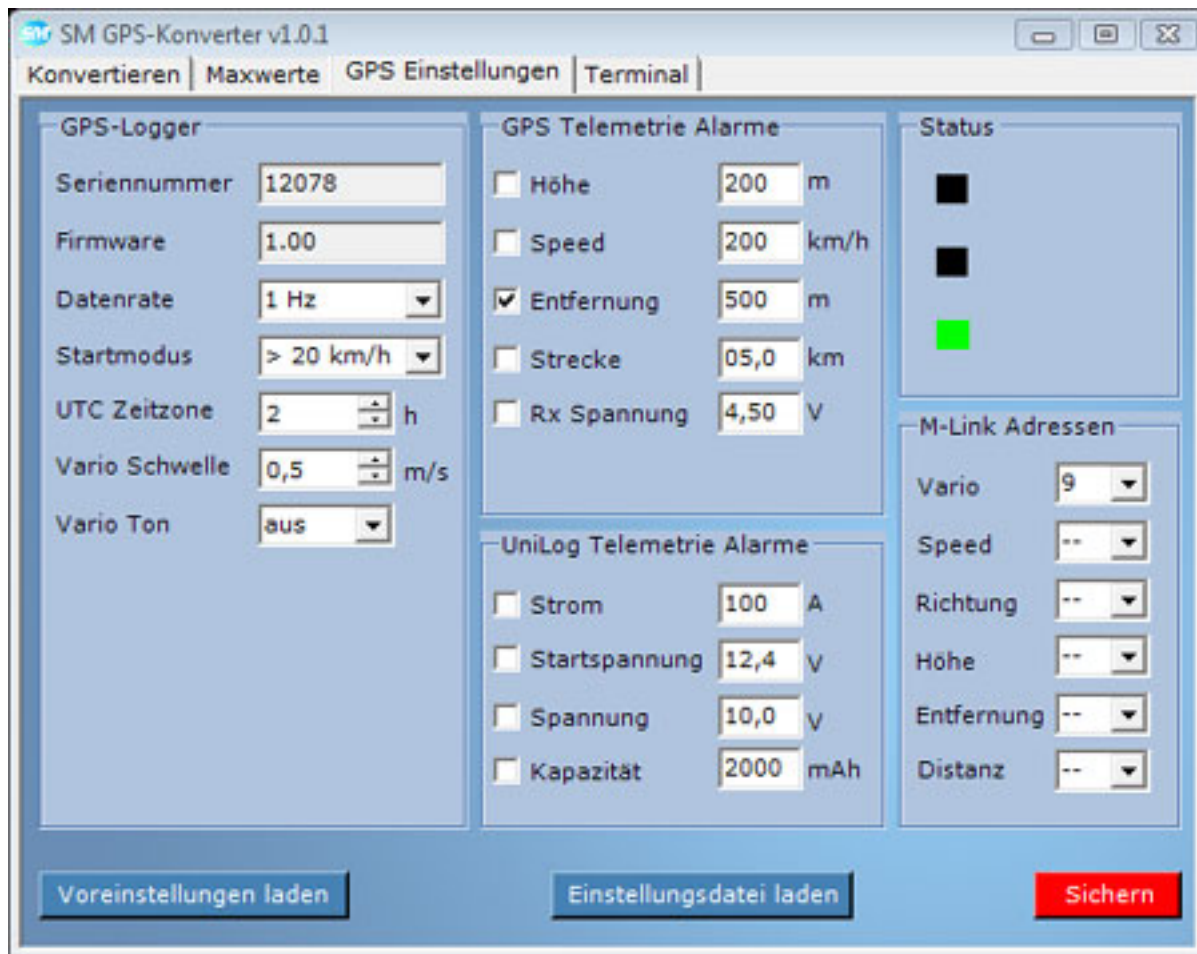 SM SM GPS-Konverter v1.0.1
Konvertieren Maxwerte GPS Einstellungen Terminal
GPS-Logger
Seriennummer 12078
Firmware 1.00
Datenrate 1 Hz
Startmodus > 20 km/h
UTC Zeitzone 2 h
Vario Schwelle 0,5 m/s
Vario Ton aus
GPS Telemetrie Alarme
Höhe 200 m
Speed 200 km/h
Entfernung 500 m
Strecke 05,0 km
Rx Spannung 4,50 V
UniLog Telemetrie Alarme
Strom 100 A
Startspannung 12,4 V
Spannung 10,0 V
Kapazität 2000 mAh
Status
M-Link Adressen
Vario 9
Speed --
Richtung --
Höhe --
Entfernung --
Distanz --
Voreinstellungen laden Einstellungsdatei laden Sichern